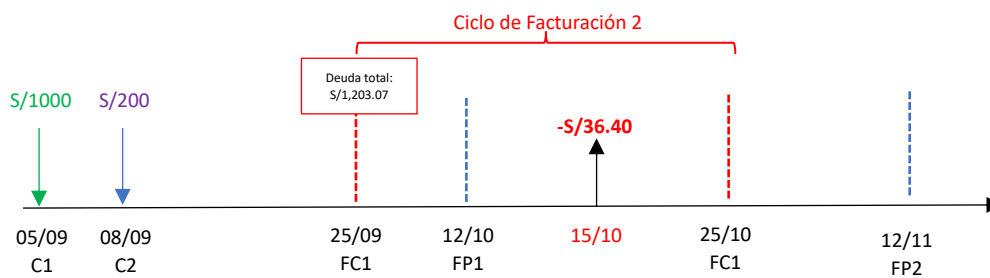 Ciclo de Facturación 2
Deuda total:
S/1,203.07
S/1000 S/200
-S/36.40
05/09 08/09 25/09 12/10 15/10 25/10 12/11
C1 C2 FC1 FP1 FC1 FP2